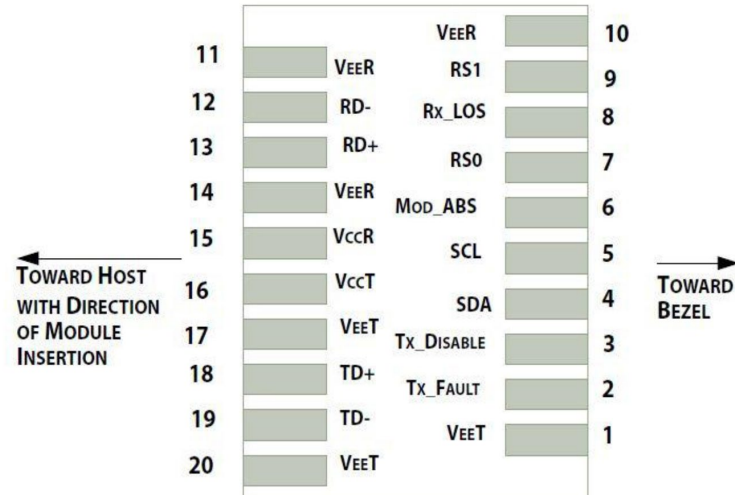 11 VEER
12 RD-
13 RD+
14 VEER
15 VCCR
16 VCCT
17 VEET
18 TD+
19 TD-
20 VEET
VEER 10
RS1 9
RX_LOS 8
RS0 7
MOD_ABS 6
SCL 5
SDA 4
TX_DISABLE 3
TX_FAULT 2
VEET 1
TOWARD HOST
WITH DIRECTION
OF MODULE
INSERTION
TOWARD
BEZEL